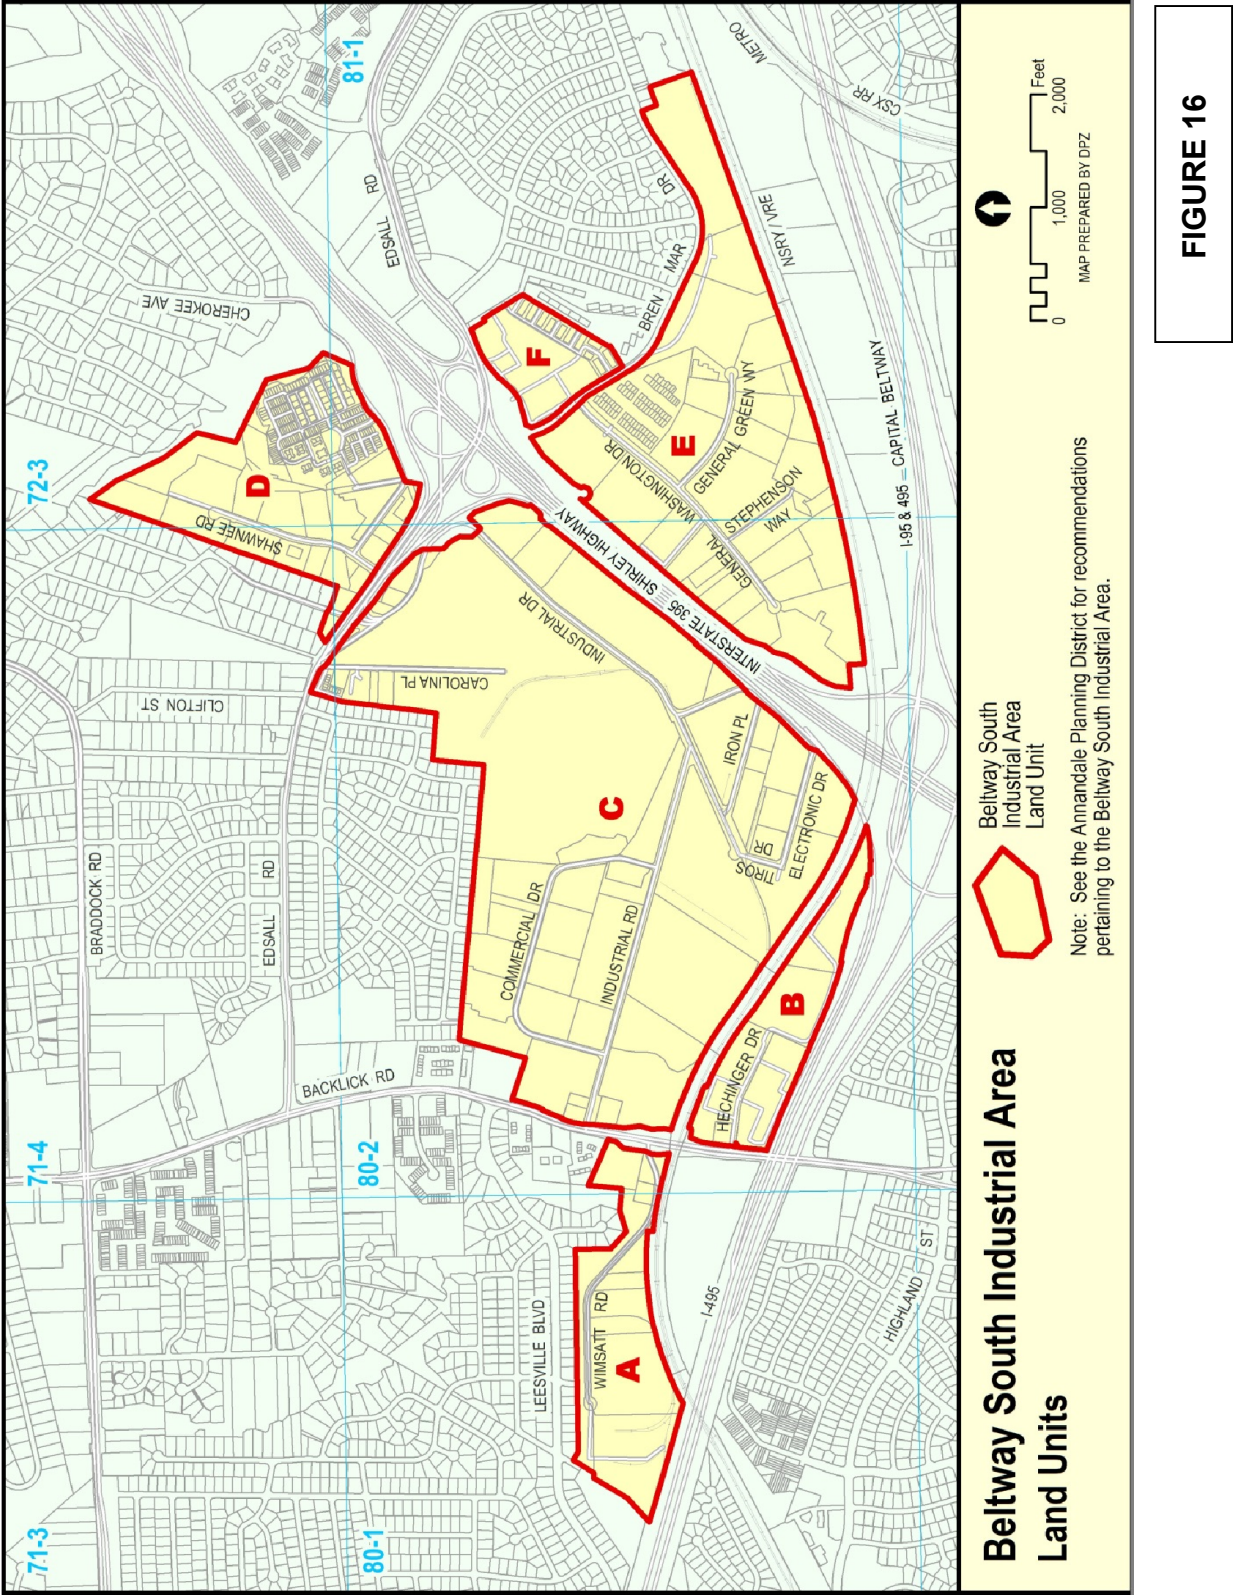 71-3
71-4
72-3
BRADDOCK RD
CLIFTON ST
CHEROKEE AVE
SHAWNEE RD
D
EDSALL RD
EDSALL RD
81-1
80-1
80-2
BACKLICK RD
CAROLINA PL
INDUSTRIAL DR
COMMERCIAL DR
C
INDUSTRIAL RD
IRON PL
TIROS DR
ELECTRONIC DR
INTERSTATE 395
SHIRLEY HIGHWAY
F
BREN MAR DR
E
GENERAL WASHINGTON DR
GENERAL GREEN WY
STEPHENSON WAY
LEESVILLE BLVD
WIMSATT RD
A
HECHINGER DR
B
I-495
HIGHLAND ST
NSRY / VRE
METRO
CSX RR
I-95 & 495
CAPITAL BELTWAY
Beltway South Industrial Area
Land Units
Beltway South
Industrial Area
Land Unit
Note: See the Annandale Planning District for recommendations
pertaining to the Beltway South Industrial Area.
0 1,000 2,000
Feet
MAP PREPARED BY DPZ
FIGURE 16